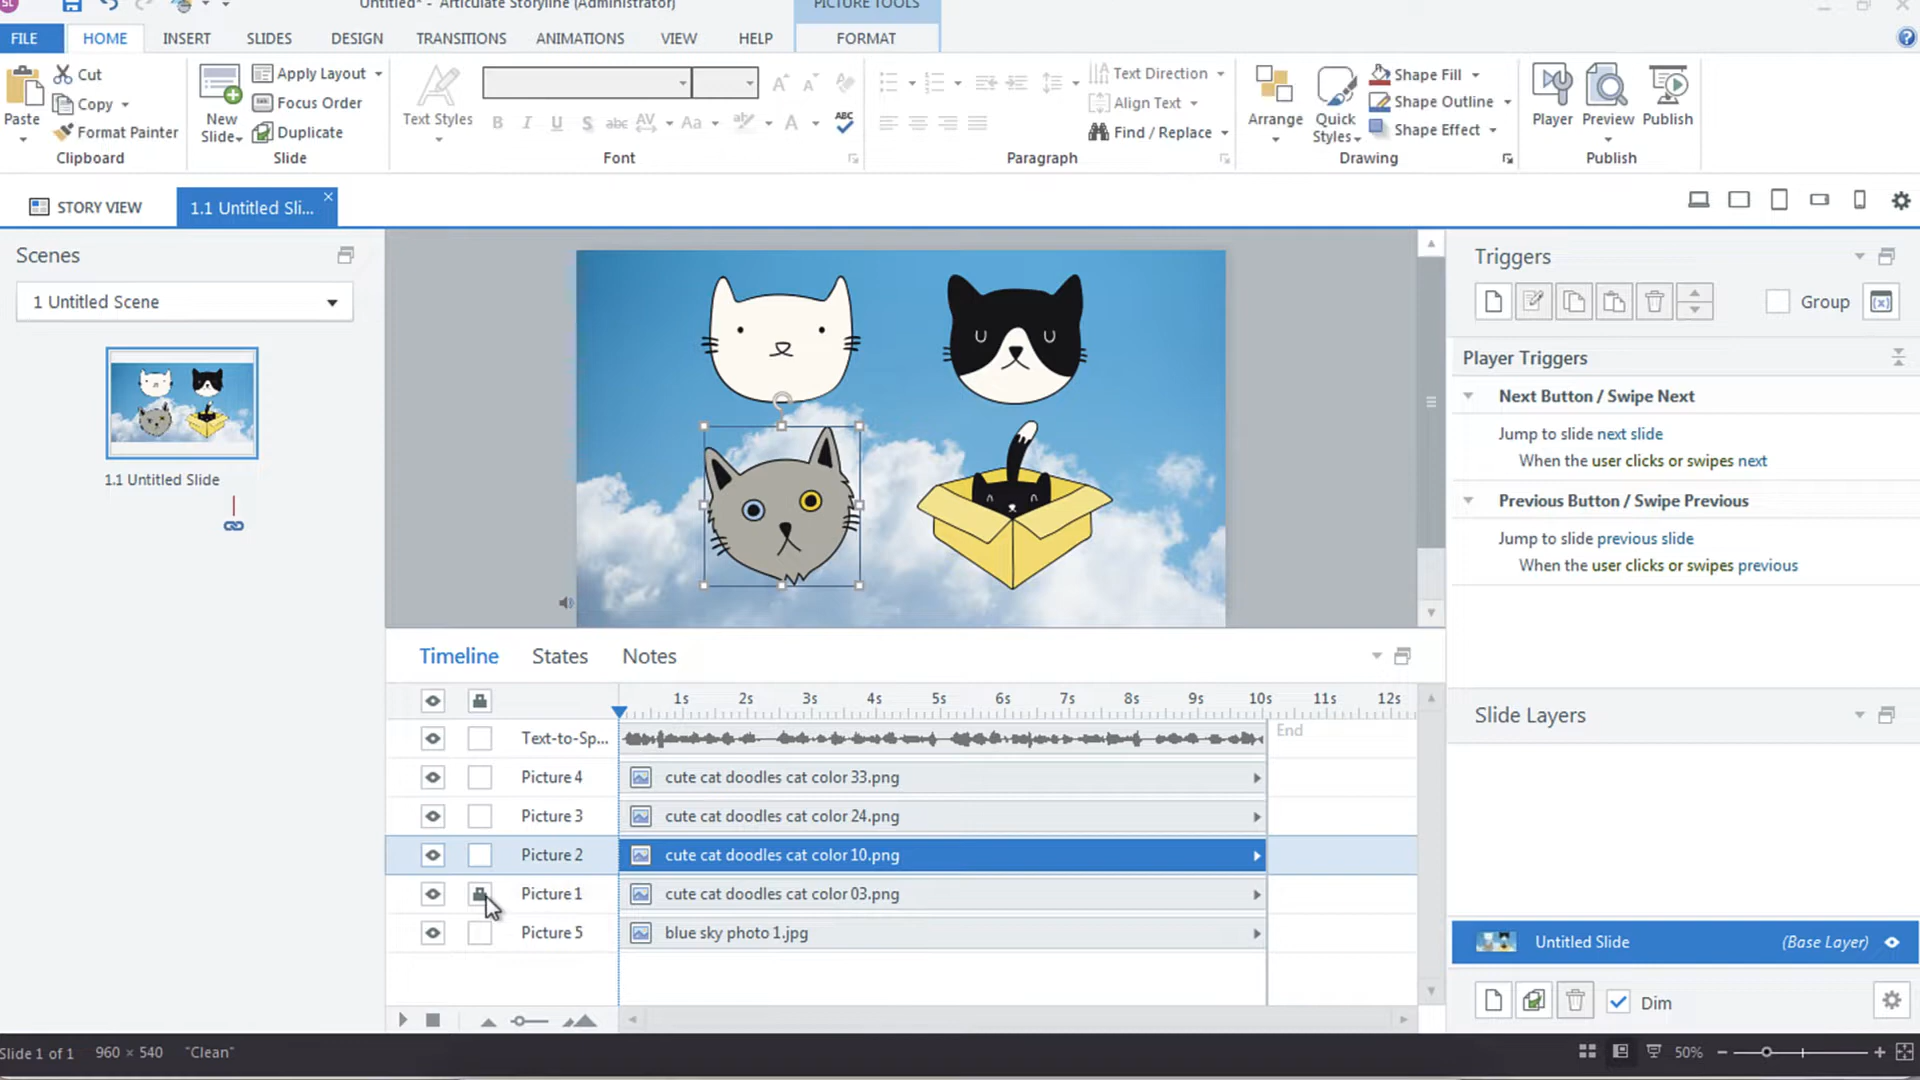 Untitled* - Articulate Storyline (Administrator)
PICTURE TOOLS
FILE HOME INSERT SLIDES DESIGN TRANSITIONS ANIMATIONS VIEW HELP FORMAT
Paste
Cut
Copy
Format Painter
Clipboard
New Slide
Apply Layout
Focus Order
Duplicate
Slide
Text Styles
B I U S abc AV Aa A ABC
Font
Text Direction
Align Text
Find / Replace
Paragraph
Arrange
Quick Styles
Shape Fill
Shape Outline
Shape Effect
Drawing
Player
Preview
Publish
Publish
STORY VIEW
1.1 Untitled Sli...
Scenes
1 Untitled Scene
1.1 Untitled Slide
Timeline States Notes
1s 2s 3s 4s 5s 6s 7s 8s 9s 10s 11s 12s
Text-to-Sp...
End
Picture 4 cute cat doodles cat color 33.png
Picture 3 cute cat doodles cat color 24.png
Picture 2 cute cat doodles cat color 10.png
Picture 1 cute cat doodles cat color 03.png
Picture 5 blue sky photo 1.jpg
Triggers
Group
Player Triggers
Next Button / Swipe Next
Jump to slide next slide
When the user clicks or swipes next
Previous Button / Swipe Previous
Jump to slide previous slide
When the user clicks or swipes previous
Slide Layers
Untitled Slide (Base Layer)
Dim
Slide 1 of 1 960 × 540 "Clean"
50%